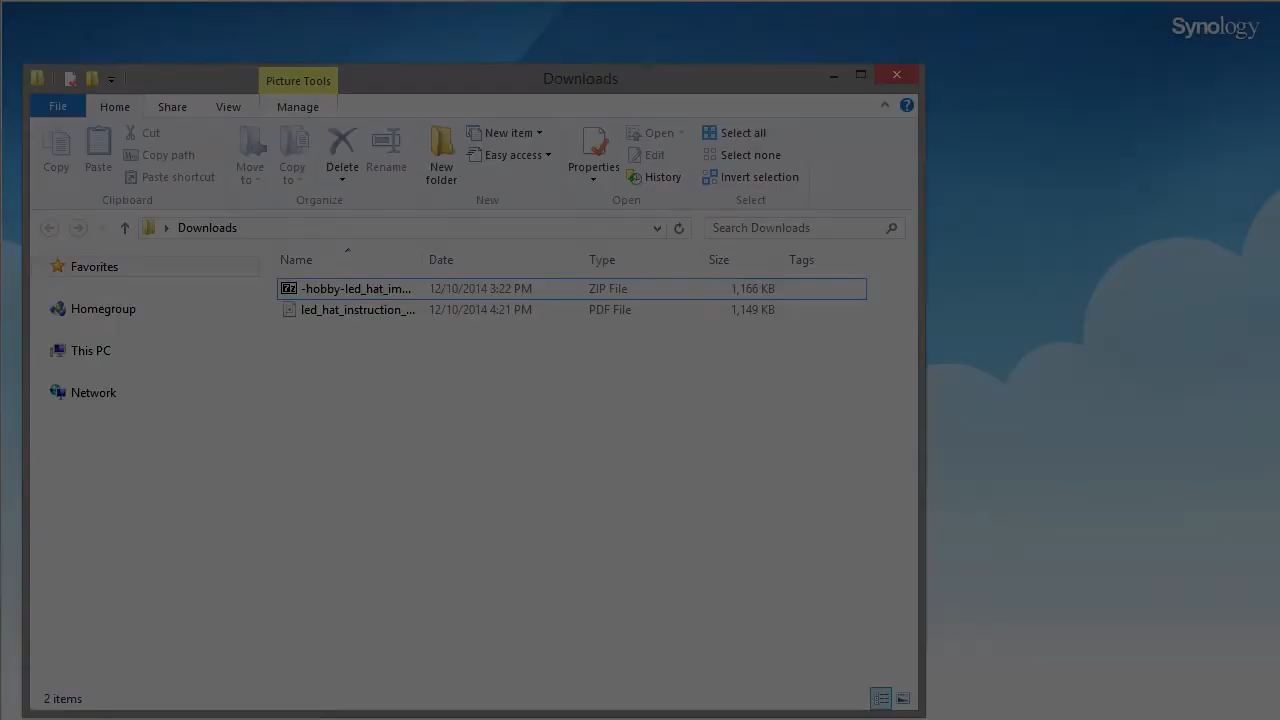 Synology
Picture Tools
Downloads
File
Home
Share
View
Manage
Copy
Paste
Cut
Copy path
Paste shortcut
Clipboard
Move to
Copy to
Delete
Rename
Organize
New folder
New item
Easy access
New
Properties
Open
Edit
History
Open
Select all
Select none
Invert selection
Select
Downloads
Search Downloads
Favorites
Homegroup
This PC
Network
Name Date Type Size Tags
-hobby-led_hat_im... 12/10/2014 3:22 PM ZIP File 1,166 KB
led_hat_instruction_... 12/10/2014 4:21 PM PDF File 1,149 KB
2 items